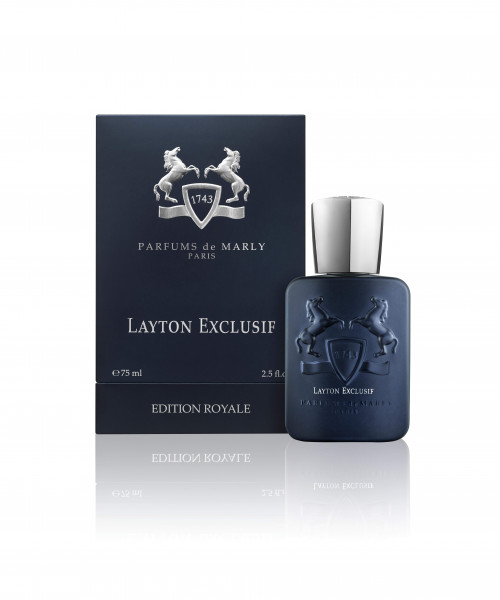 1743
PARFUMS de MARLY
PARIS
LAYTON EXCLUSIF
℮75 ml 2.5 fl.
EDITION ROYALE
1743
LAYTON EXCLUSIF
PARFUMS DE MARLY
PARIS